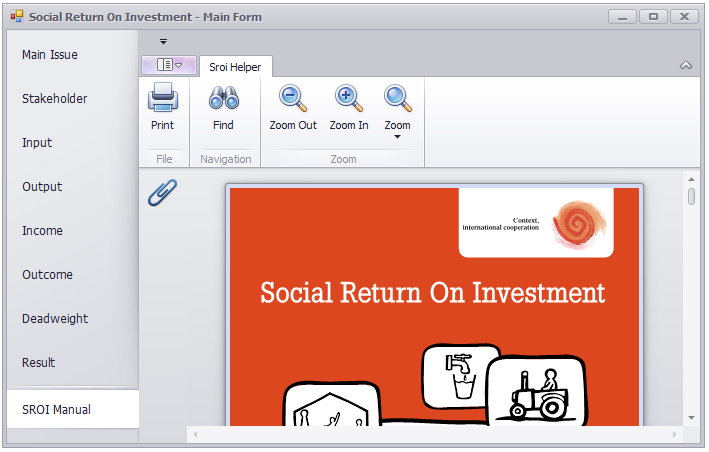 Social Return On Investment - Main Form
Main Issue
Stakeholder
Input
Output
Income
Outcome
Deadweight
Result
SROI Manual
Sroi Helper
Print
Find
Zoom Out
Zoom In
Zoom
File
Navigation
Zoom
Context,
international cooperation
Social Return On Investment